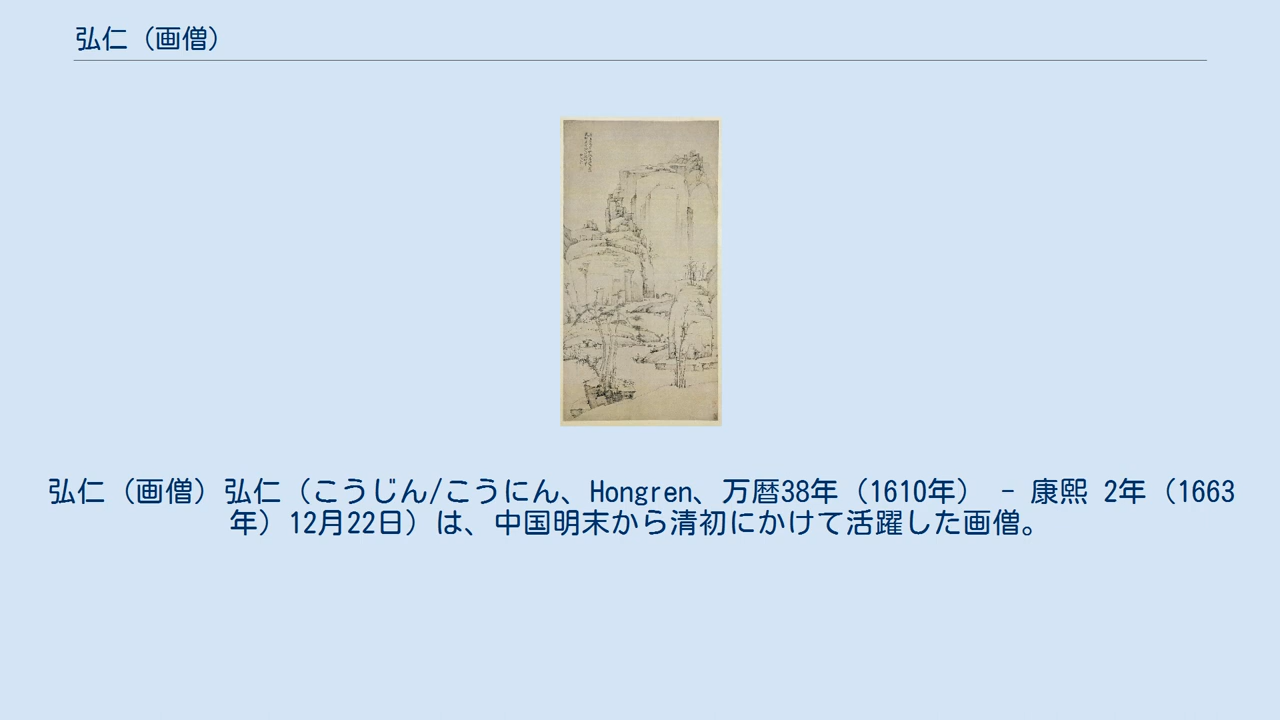 弘仁（画僧）
弘仁（画僧）弘仁（こうじん/こうにん、Hongren、万暦38年（1610年） - 康熙 2年（1663
年）12月22日）は、中国明末から清初にかけて活躍した画僧。